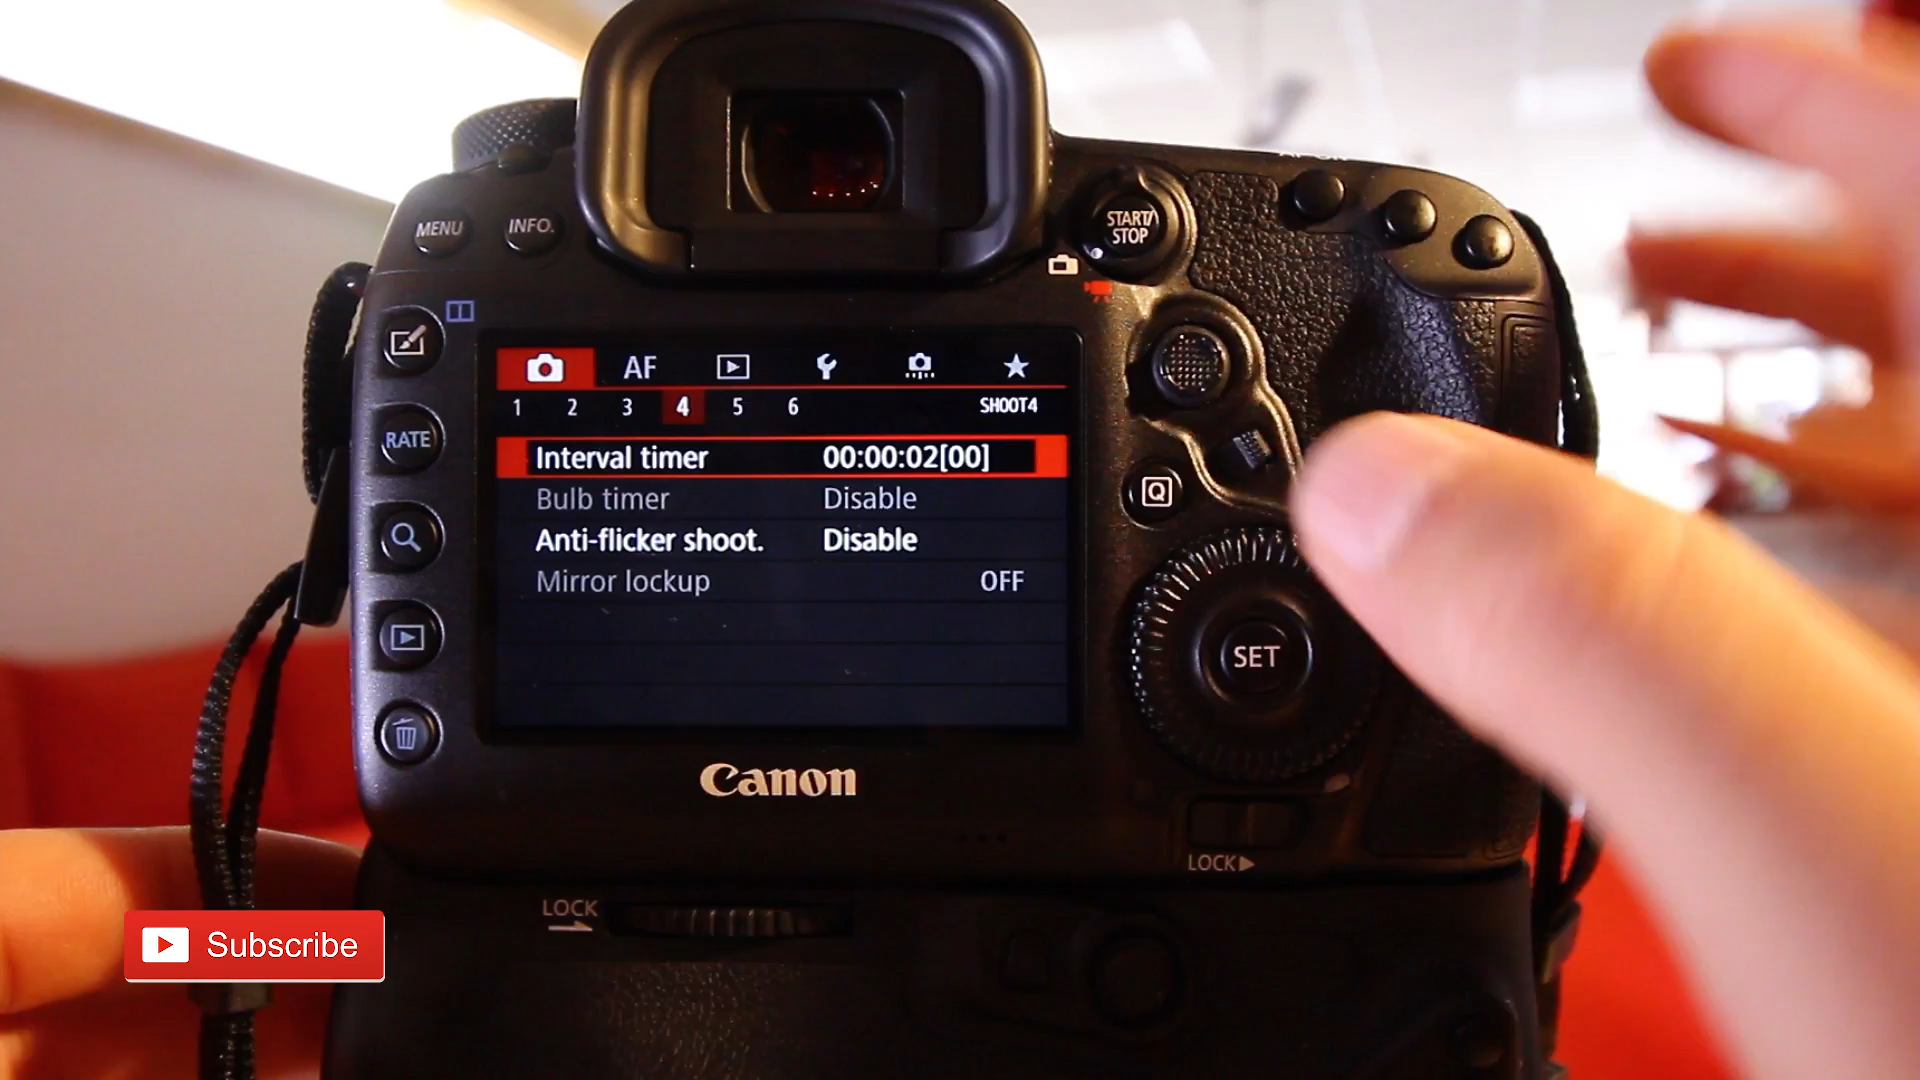 MENU
INFO.
START/
STOP
RATE
AF
1 2 3 4 5 6 SHOOT4
Interval timer 00:00:02[00]
Bulb timer Disable
Anti-flicker shoot. Disable
Mirror lockup OFF
Q
SET
Canon
LOCK
LOCK
Subscribe